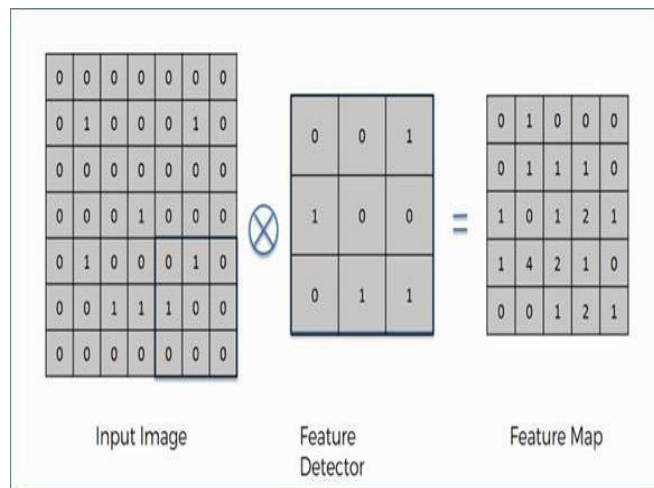 0 0 0 0 0 0 0
0 1 0 0 0 1 0
0 0 0 0 0 0 0
0 0 0 1 0 0 0
0 1 0 0 0 1 0
0 0 1 1 1 0 0
0 0 0 0 0 0 0
Input Image
0 0 1
1 0 0
0 1 1
Feature
Detector
=
0 1 0 0 0
0 1 1 1 0
1 0 1 2 1
1 4 2 1 0
0 0 1 2 1
Feature Map